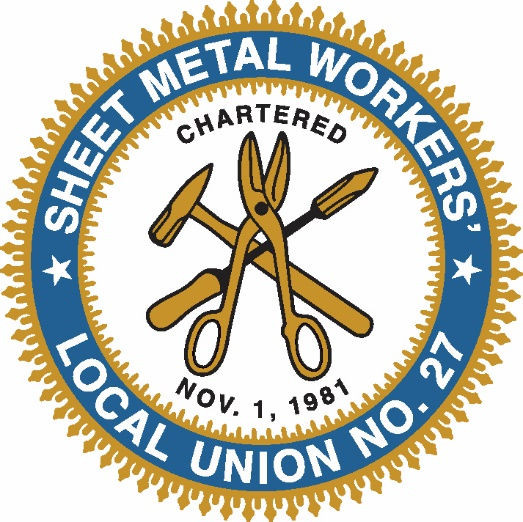 SHEET METAL WORKERS'
CHARTERED
NOV. 1, 1981
LOCAL UNION NO. 27